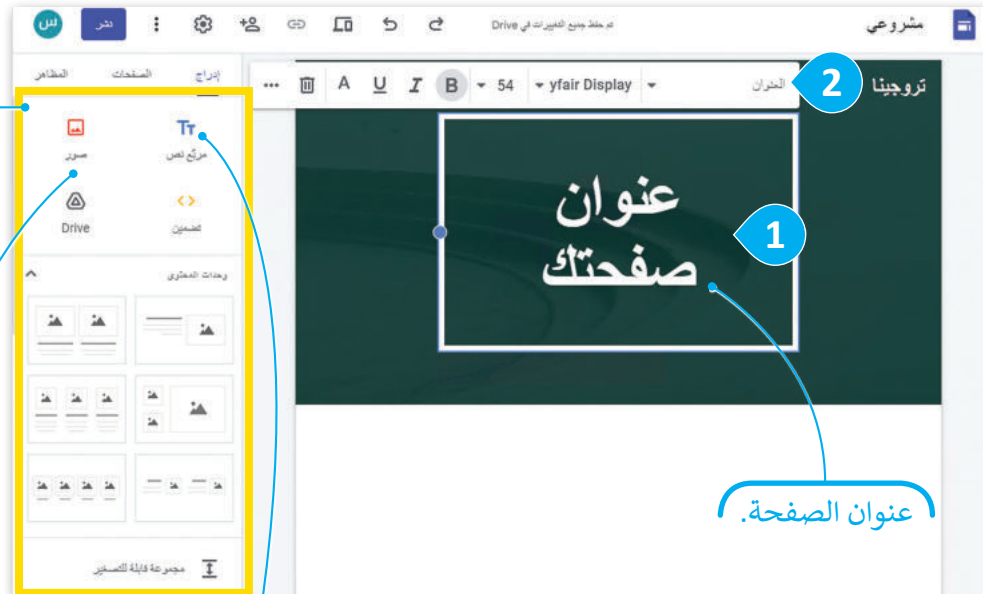 مشروعي
تم حفظ جميع التغييرات في Drive
نشر
س
إدراج
الصفحات
المظاهر
العنوان
yfair Display
54
B I U A
تروجينا
2
عنوان
صفحتك
1
عنوان الصفحة.
مربّع نص
صور
تضمين
Drive
وحدات المحتوى
مجموعة قابلة للتصغير